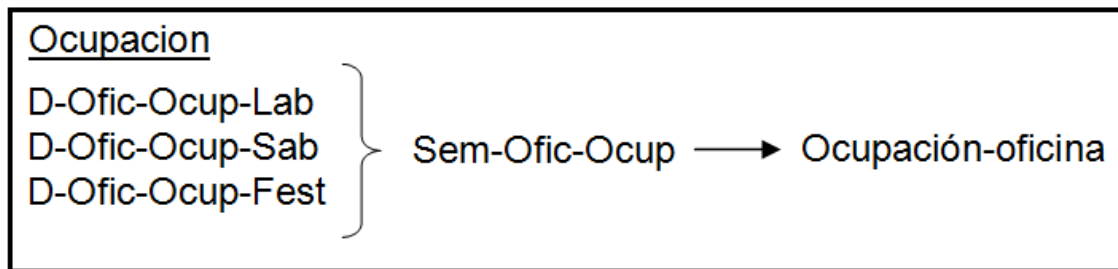 Ocupacion
D-Ofic-Ocup-Lab
D-Ofic-Ocup-Sab
D-Ofic-Ocup-Fest
Sem-Ofic-Ocup
Ocupación-oficina